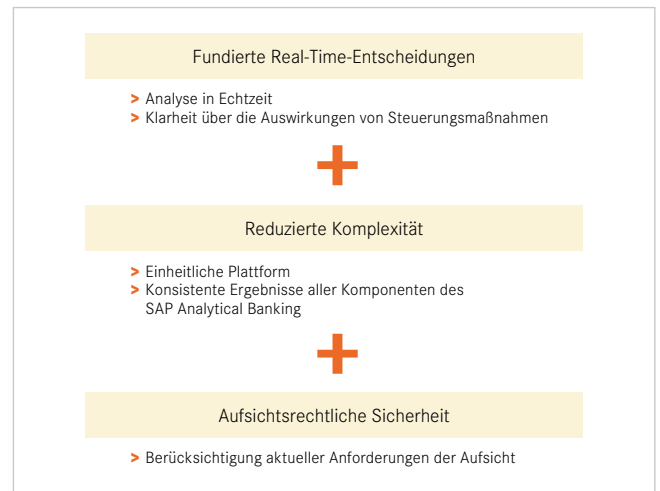 Fundierte Real-Time-Entscheidungen
> Analyse in Echtzeit
> Klarheit über die Auswirkungen von Steuerungsmaßnahmen
+
Reduzierte Komplexität
> Einheitliche Plattform
> Konsistente Ergebnisse aller Komponenten des
SAP Analytical Banking
+
Aufsichtsrechtliche Sicherheit
> Berücksichtigung aktueller Anforderungen der Aufsicht